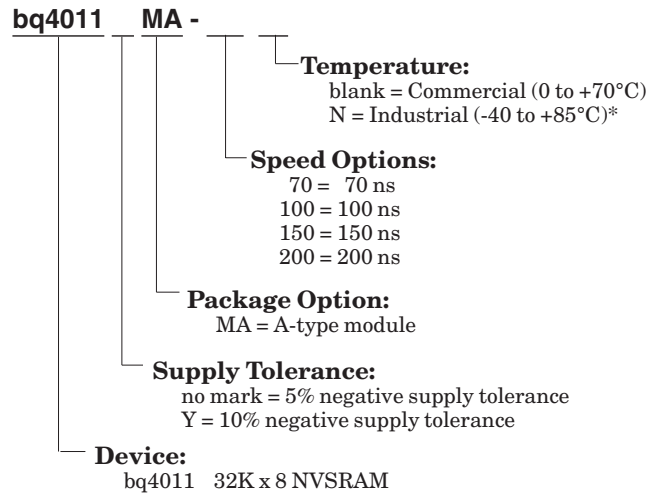 bq4011 MA -
Temperature:
blank = Commercial (0 to +70°C)
N = Industrial (-40 to +85°C)*
Speed Options:
70 = 70 ns
100 = 100 ns
150 = 150 ns
200 = 200 ns
Package Option:
MA = A-type module
Supply Tolerance:
no mark = 5% negative supply tolerance
Y = 10% negative supply tolerance
Device:
bq4011 32K x 8 NVSRAM